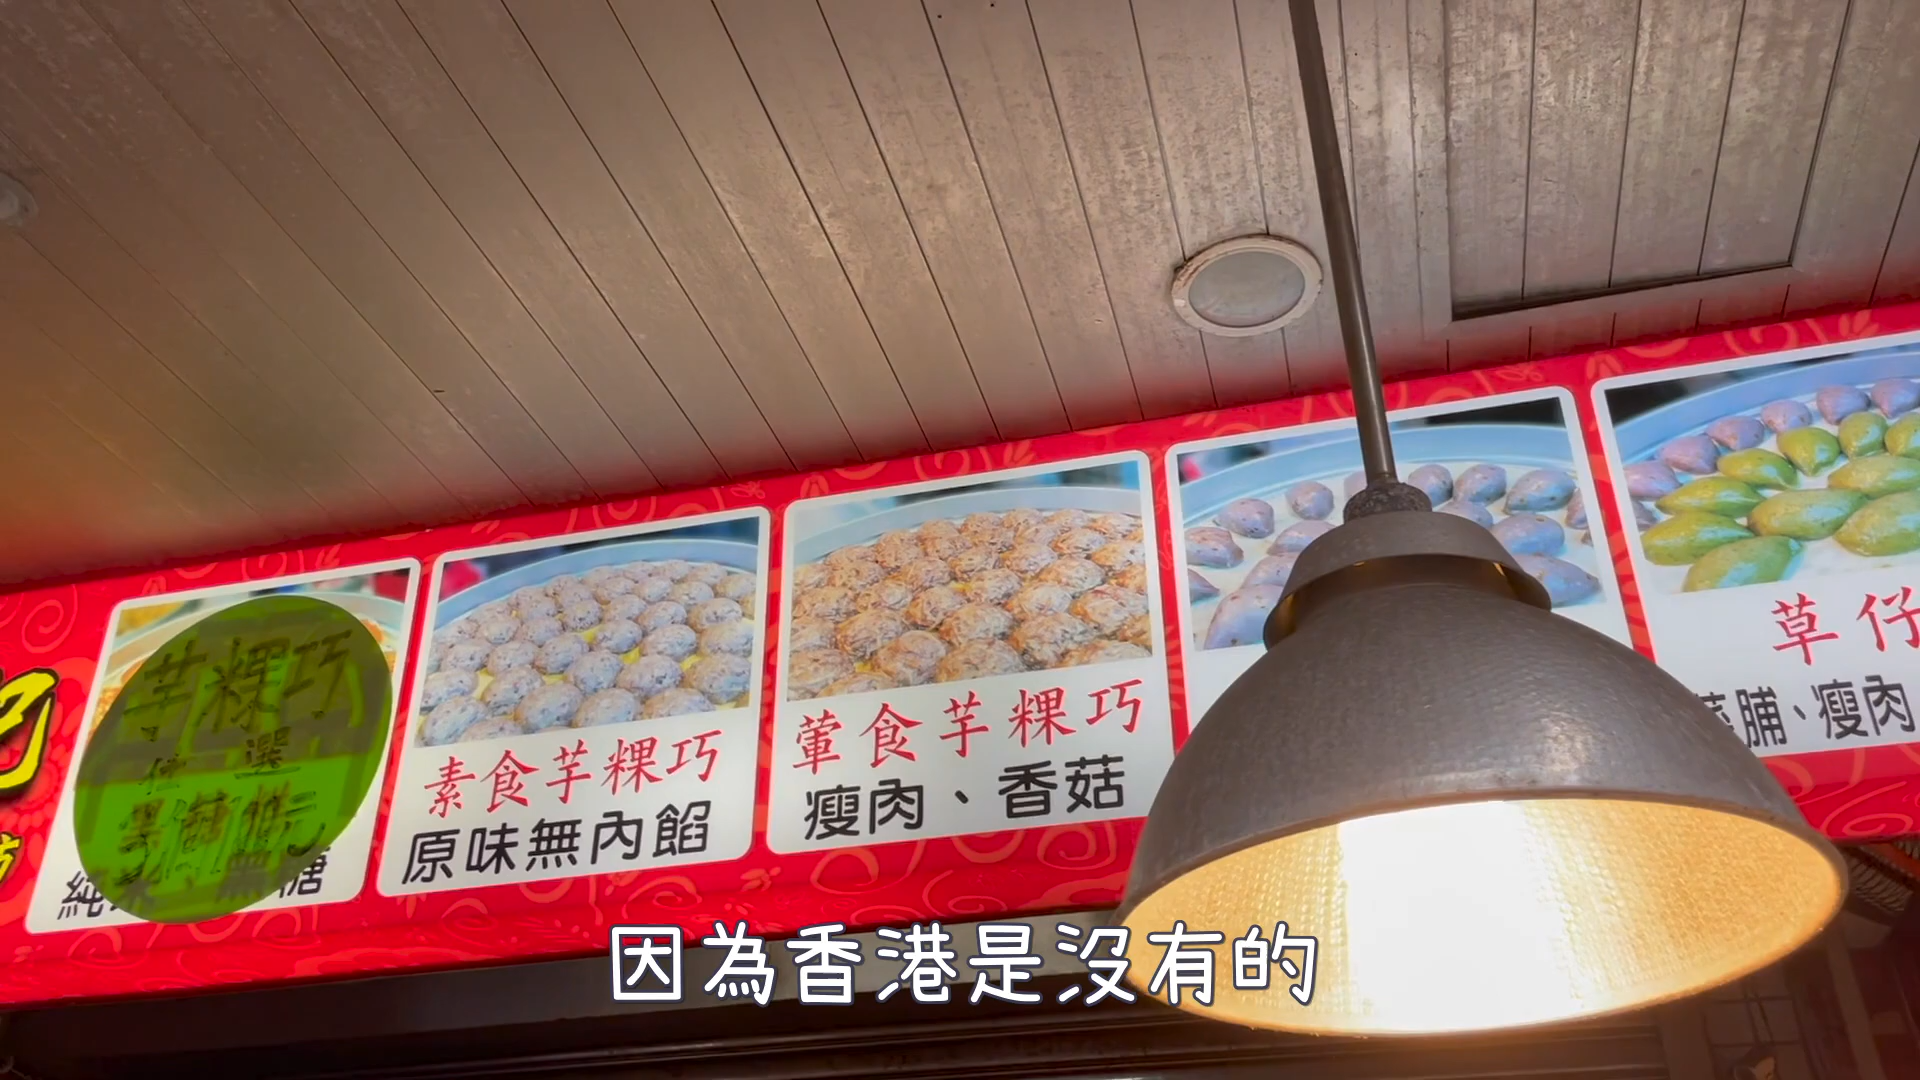 芋粿巧
素食芋粿巧
原味無內餡
葷食芋粿巧
瘦肉、香菇
草仔
菜脯、瘦肉
因為香港是沒有的